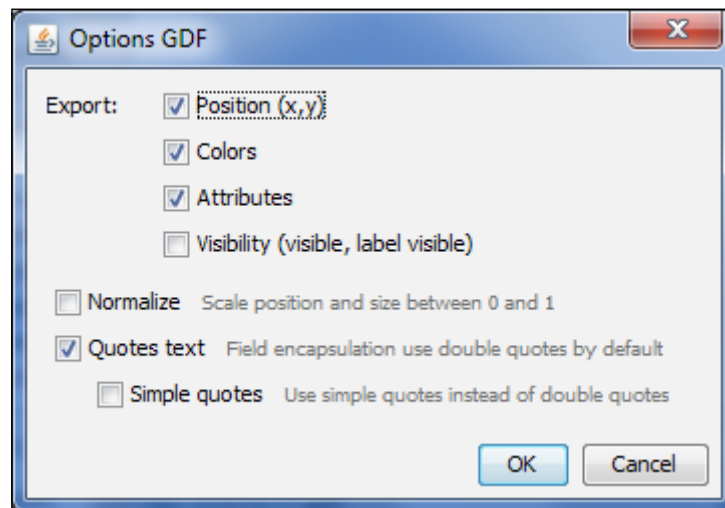 Options GDF
Export: Position (x,y)
Colors
Attributes
Visibility (visible, label visible)
Normalize Scale position and size between 0 and 1
Quotes text Field encapsulation use double quotes by default
Simple quotes Use simple quotes instead of double quotes
OK Cancel